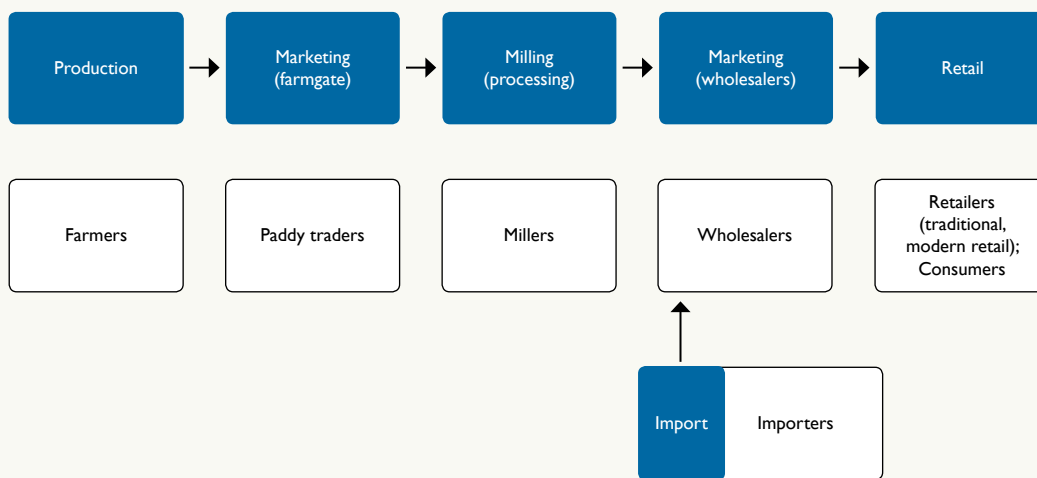 Production
Marketing
(farmgate)
Milling
(processing)
Marketing
(wholesalers)
Retail
Farmers
Paddy traders
Millers
Wholesalers
Retailers
(traditional,
modern retail);
Consumers
Import
Importers